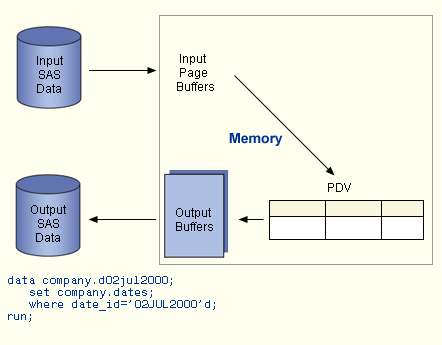 Input
SAS
Data
Input
Page
Buffers
Memory
PDV
Output
SAS
Data
Output
Buffers
data company.d02jul2000;
   set company.dates;
   where date_id='02JUL2000'd;
run;